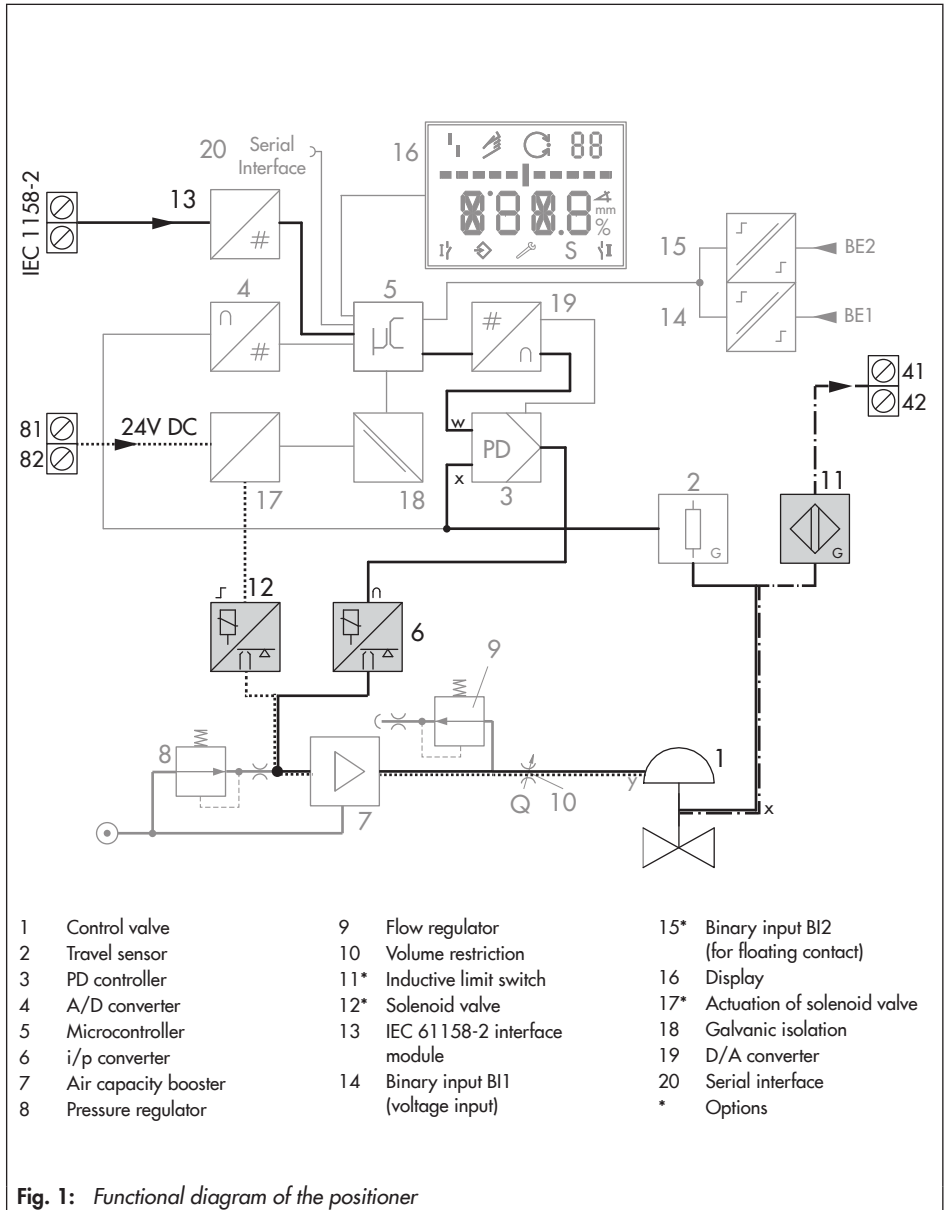 20 Serial
Interface
16
88
8.8.8.8
mm
%
S
IEC 1158-2
13
#
4
#
5
µC
#
19
15
BE2
14
BE1
41
42
81
82
24V DC
17
18
w
PD
x
3
2
G
11
G
12
6
9
8
7
Q
10
y
1
x
1 Control valve
2 Travel sensor
3 PD controller
4 A/D converter
5 Microcontroller
6 i/p converter
7 Air capacity booster
8 Pressure regulator
9 Flow regulator
10 Volume restriction
11* Inductive limit switch
12* Solenoid valve
13 IEC 61158-2 interface
module
14 Binary input BI1
(voltage input)
15* Binary input BI2
(for floating contact)
16 Display
17* Actuation of solenoid valve
18 Galvanic isolation
19 D/A converter
20 Serial interface
* Options
Fig. 1: Functional diagram of the positioner